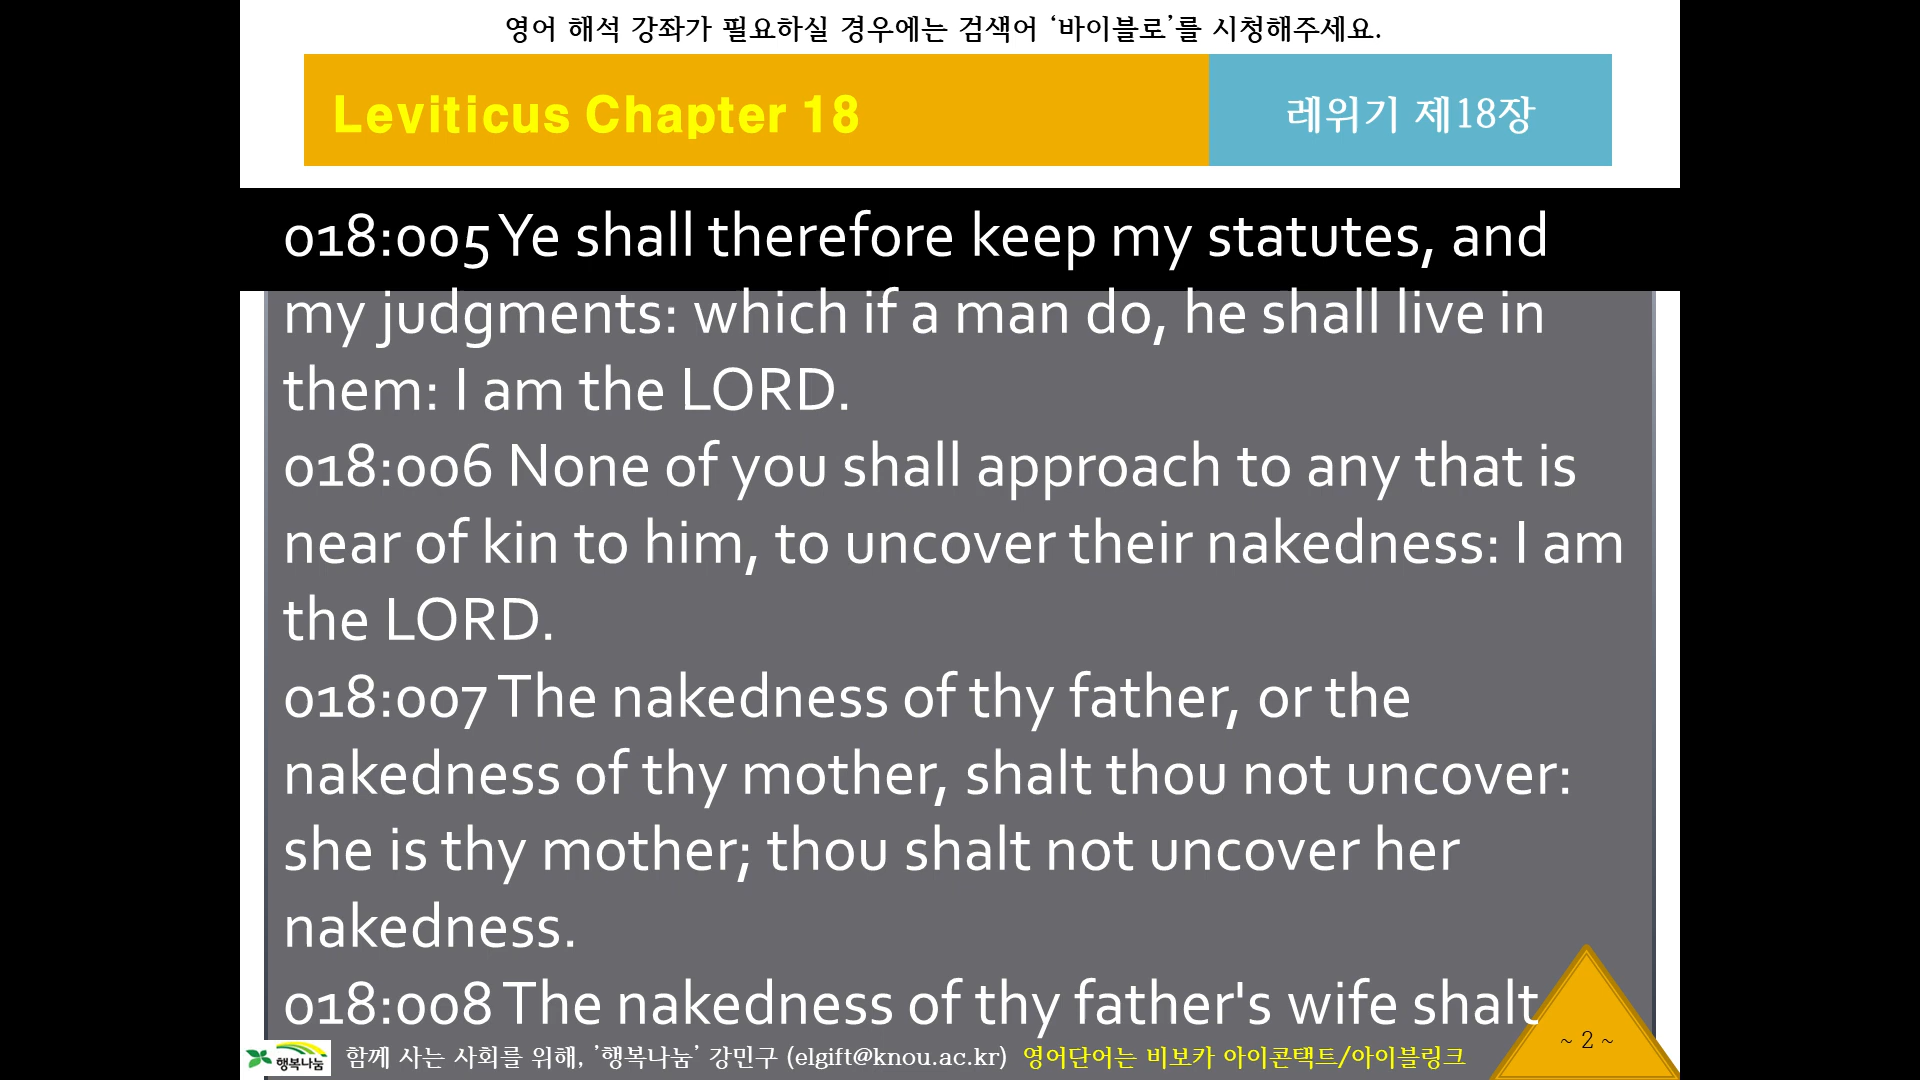 영어 해석 강좌가 필요하실 경우에는 검색어 ‘바이블로’를 시청해주세요.
Leviticus Chapter 18
레위기 제18장
018:005 Ye shall therefore keep my statutes, and
my judgments: which if a man do, he shall live in
them: I am the LORD.
018:006 None of you shall approach to any that is
near of kin to him, to uncover their nakedness: I am
the LORD.
018:007 The nakedness of thy father, or the
nakedness of thy mother, shalt thou not uncover:
she is thy mother; thou shalt not uncover her
nakedness.
018:008 The nakedness of thy father's wife shalt
~ 2 ~
행복나눔
함께 사는 사회를 위해, ’행복나눔’ 강민구 (elgift@knou.ac.kr) 영어단어는 비보카 아이콘택트/아이블링크